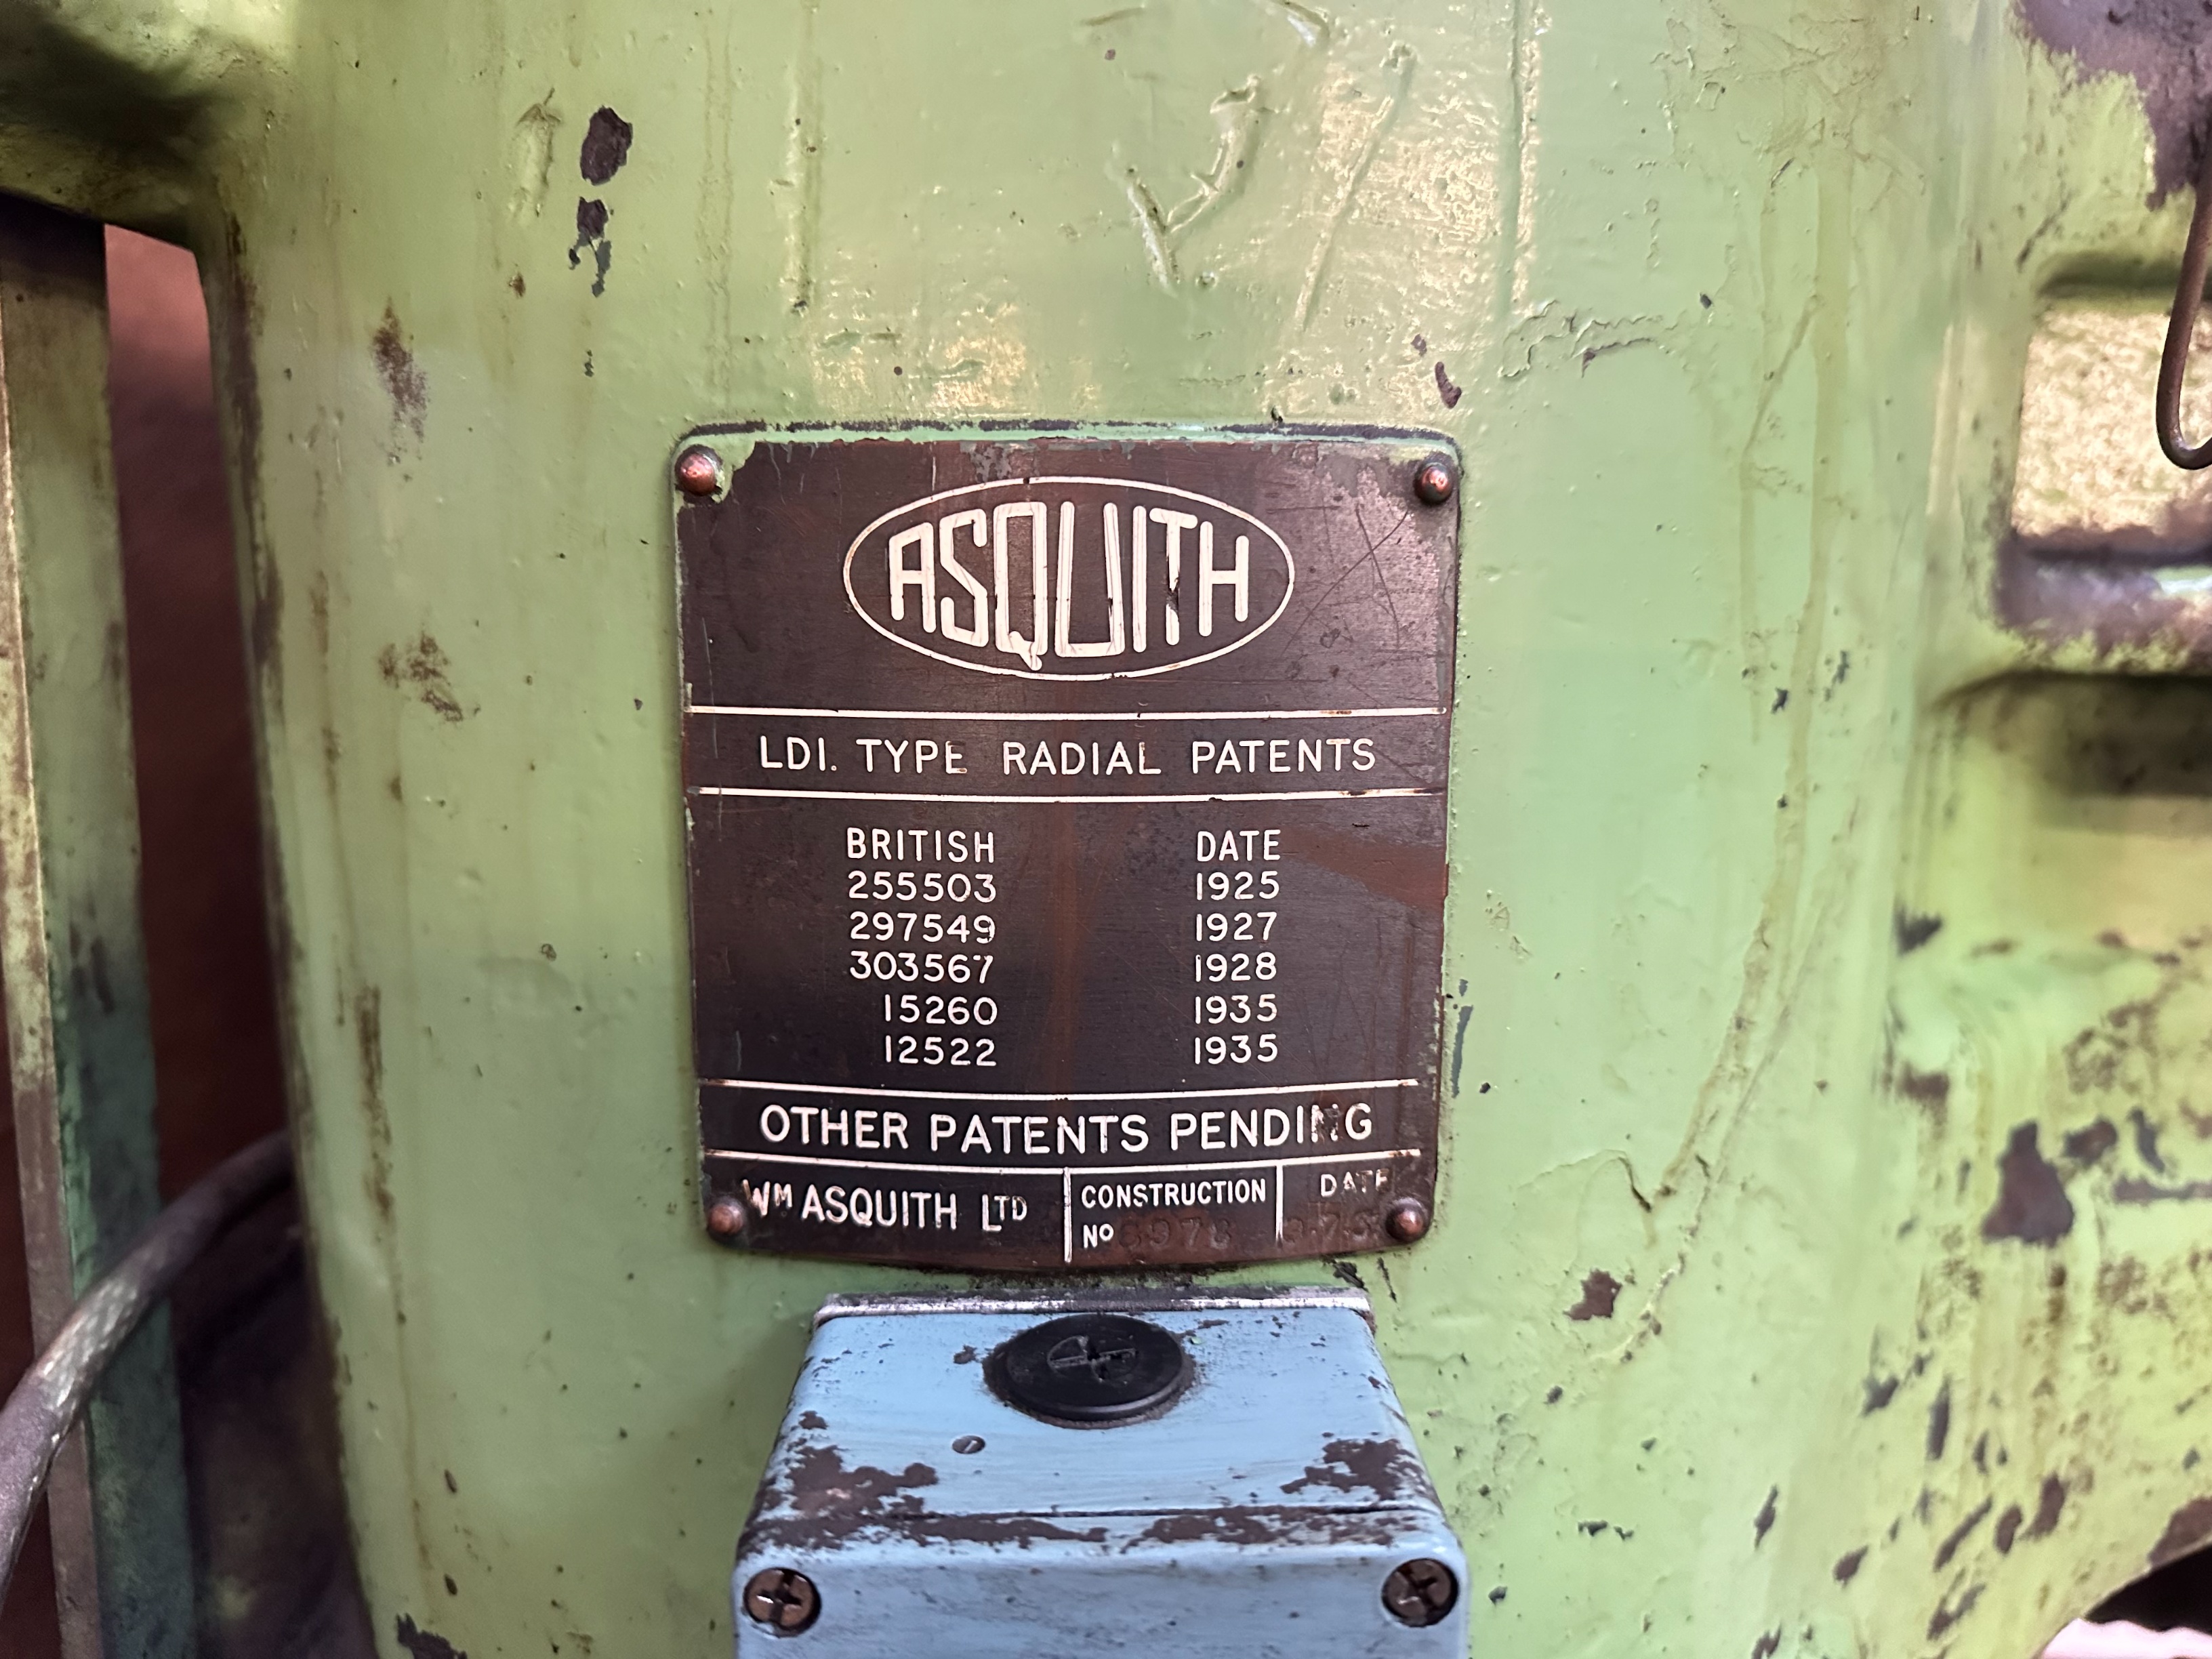 ASQUITH
LDI. TYPE RADIAL PATENTS
BRITISH DATE
255503 1925
297549 1927
303567 1928
15260 1935
12522 1935
OTHER PATENTS PENDING
WM ASQUITH LTD
CONSTRUCTION
No
DATE